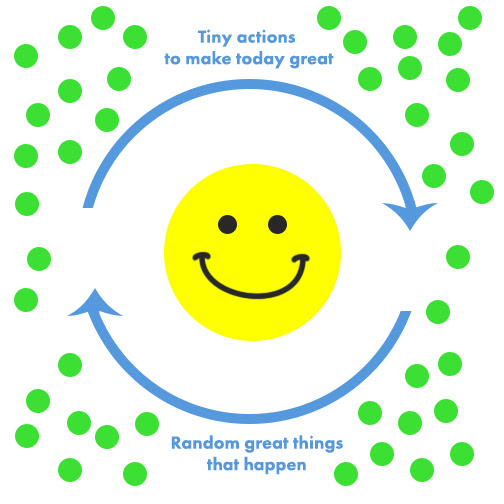 Tiny actions
to make today great
Random great things
that happen